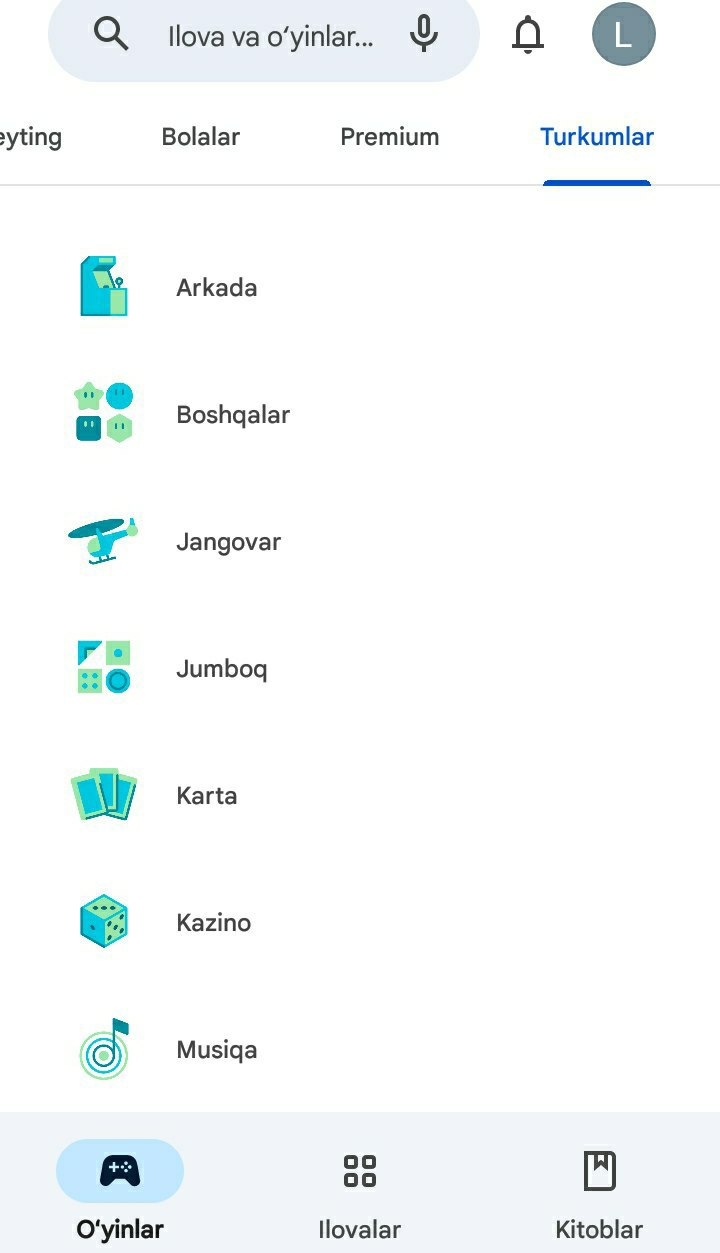 Ilova va oʻyinlar...
L
eyting Bolalar Premium Turkumlar
Arkada
Boshqalar
Jangovar
Jumboq
Karta
Kazino
Musiqa
Oʻyinlar Ilovalar Kitoblar